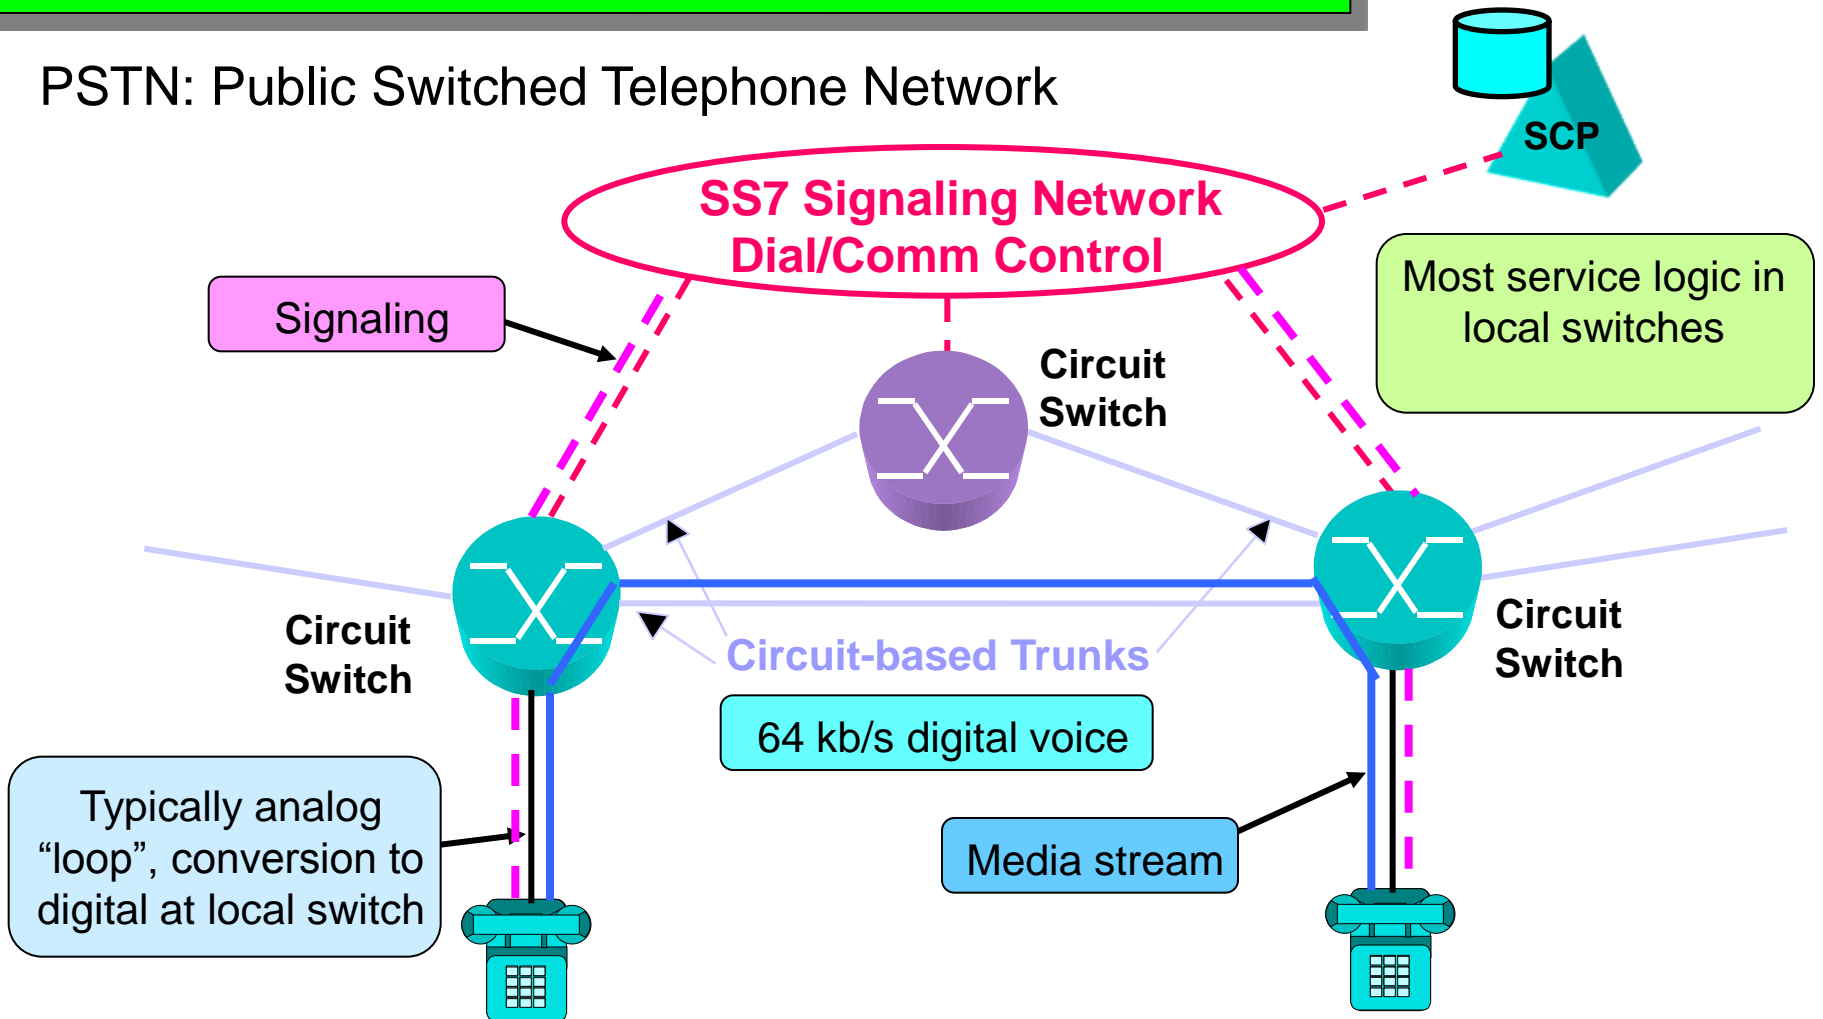 PSTN: Public Switched Telephone Network
SCP
SS7 Signaling Network
Dial/Comm Control
Most service logic in
local switches
Signaling
Circuit
Switch
Circuit
Switch
Circuit
Switch
Circuit-based Trunks
64 kb/s digital voice
Typically analog
“loop”, conversion to
digital at local switch
Media stream